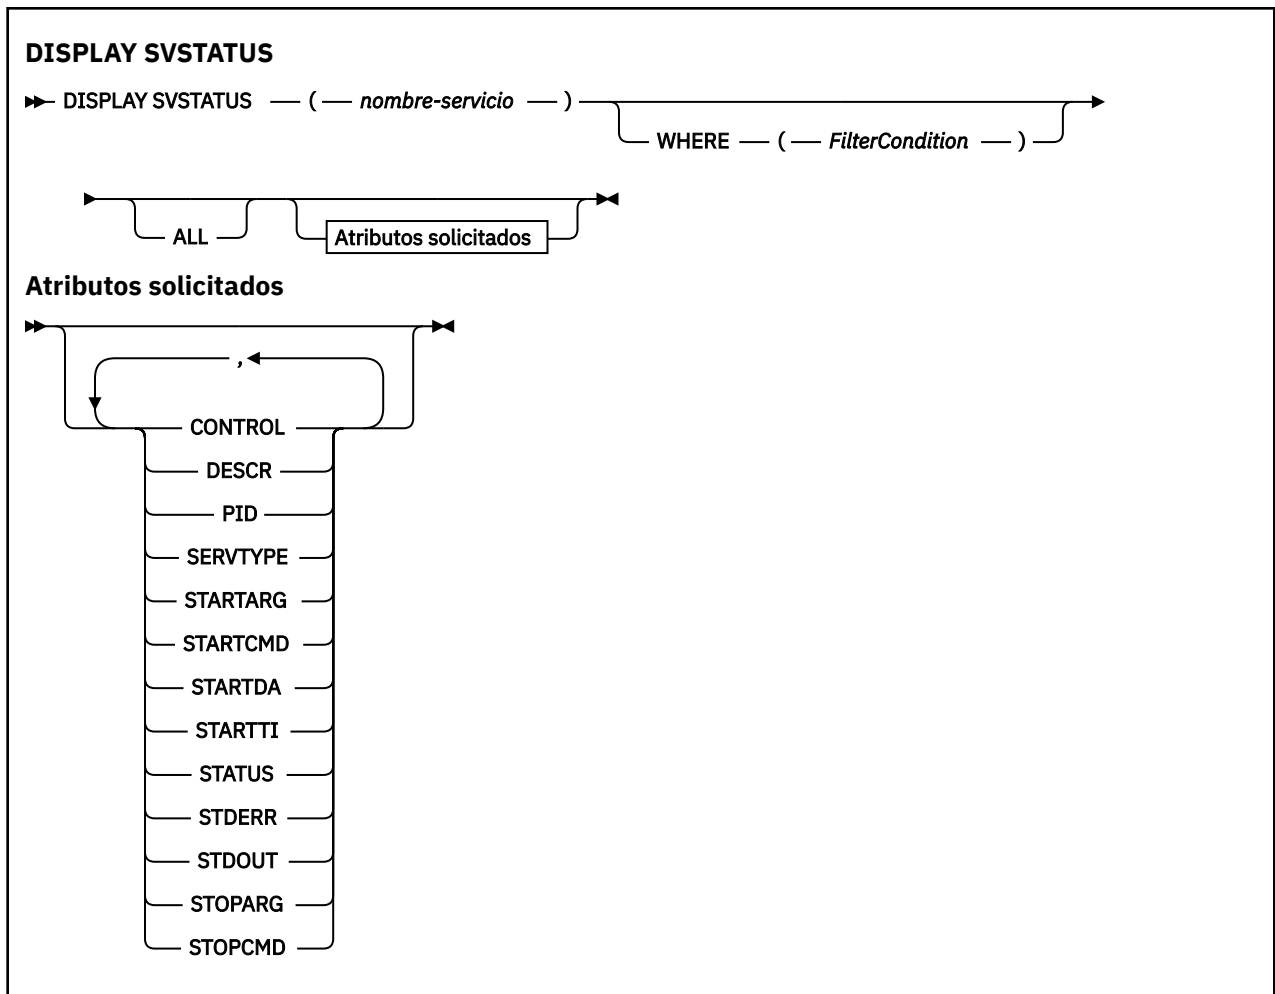 DISPLAY SVSTATUS
DISPLAY SVSTATUS ( nombre-servicio )
WHERE ( FilterCondition )
ALL
Atributos solicitados
Atributos solicitados
,
CONTROL
DESCR
PID
SERVTYPE
STARTARG
STARTCMD
STARTDA
STARTTI
STATUS
STDERR
STDOUT
STOPARG
STOPCMD